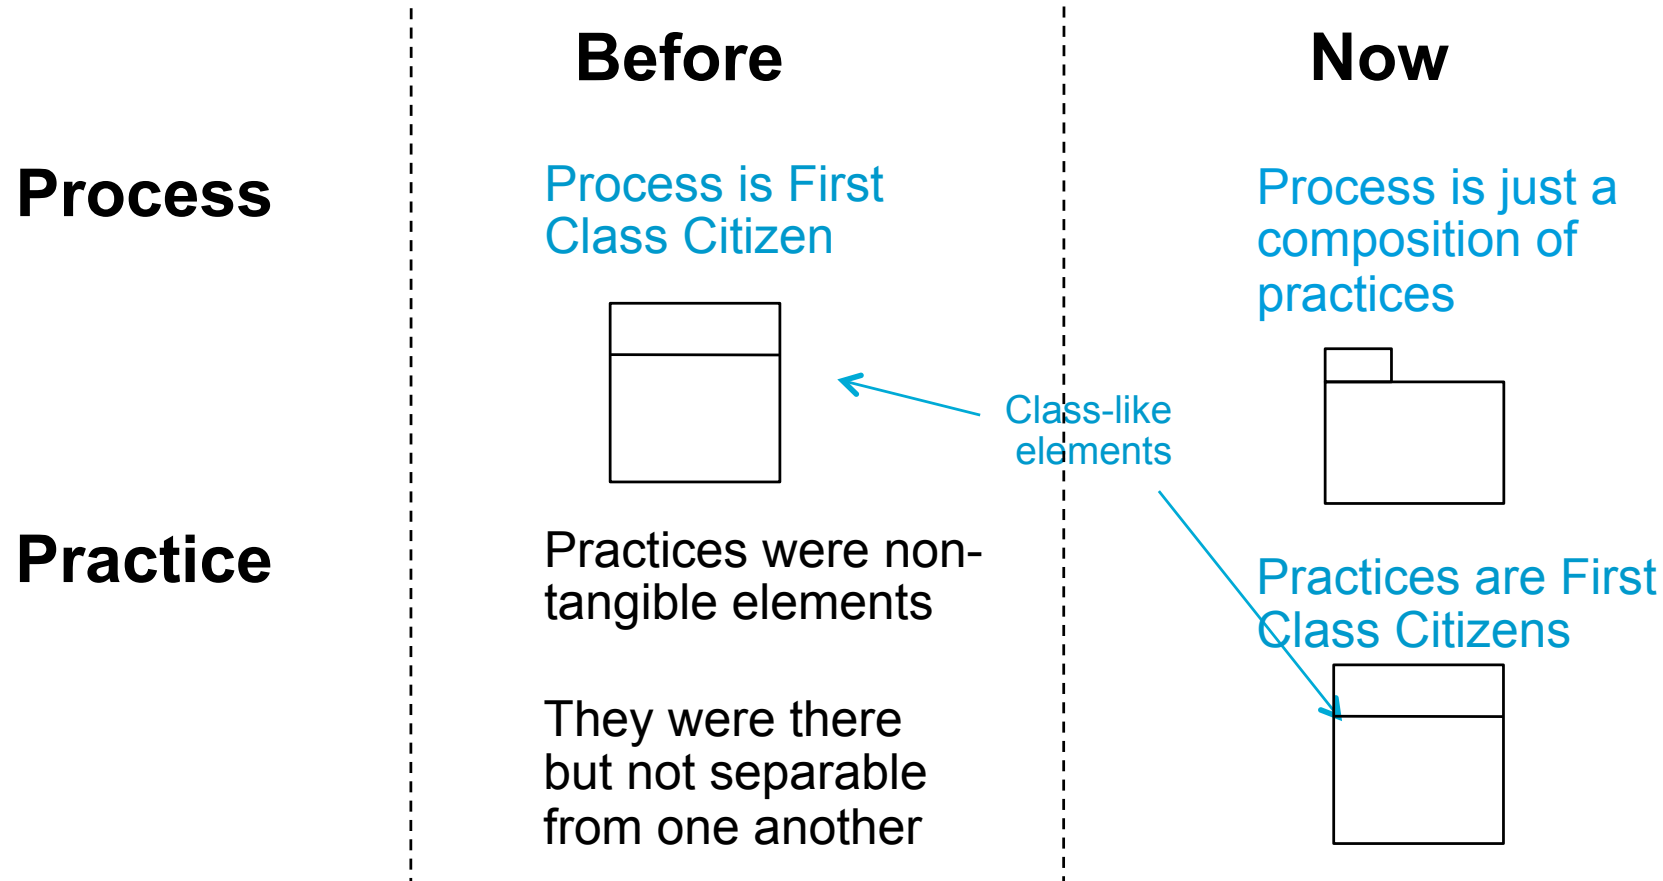 Before
Now
Process
Process is First
Class Citizen
Process is just a
composition of
practices
Class-like
elements
Practice
Practices were non-
tangible elements
They were there
but not separable
from one another
Practices are First
Class Citizens